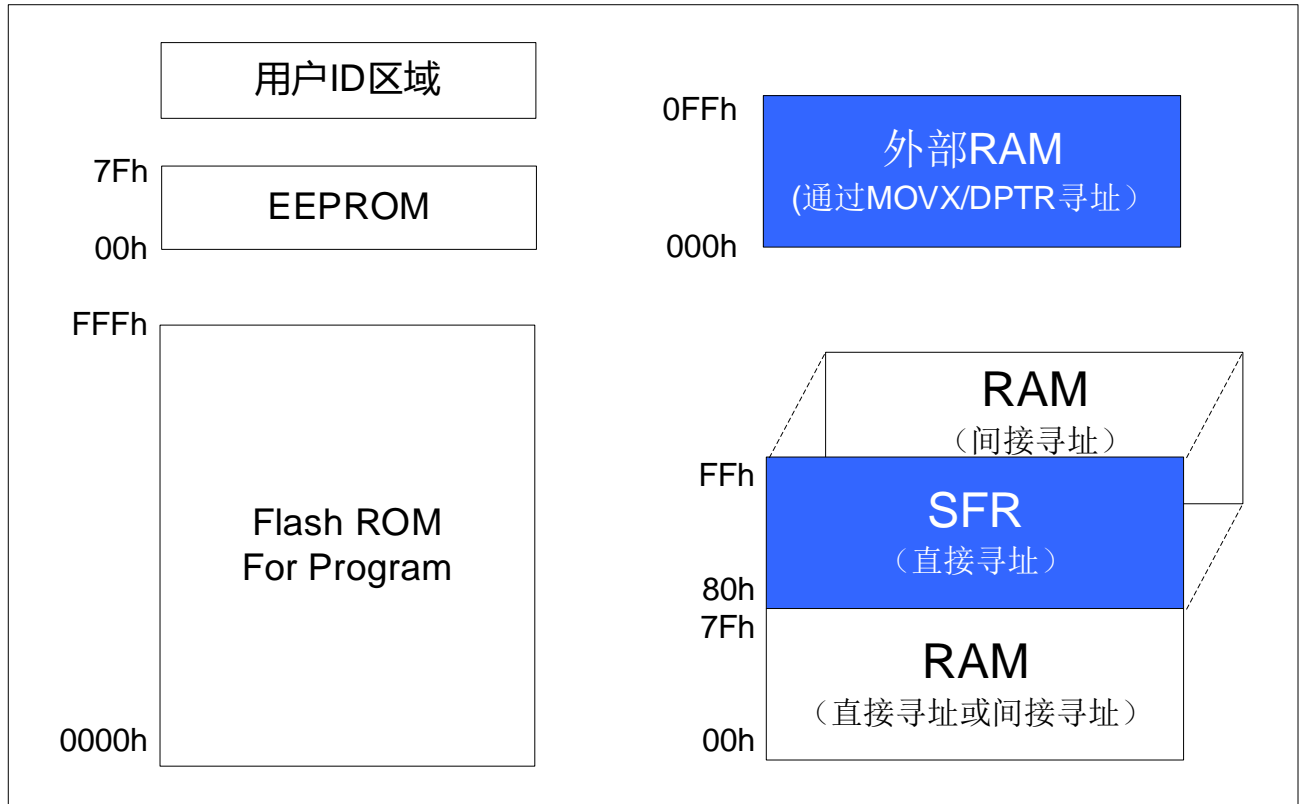 用户ID区域
7Fh
EEPROM
00h
FFFh
Flash ROM
For Program
0000h
0FFh
外部RAM
(通过MOVX/DPTR寻址）
000h
RAM
（间接寻址）
FFh
SFR
（直接寻址）
80h
7Fh
RAM
（直接寻址或间接寻址）
00h